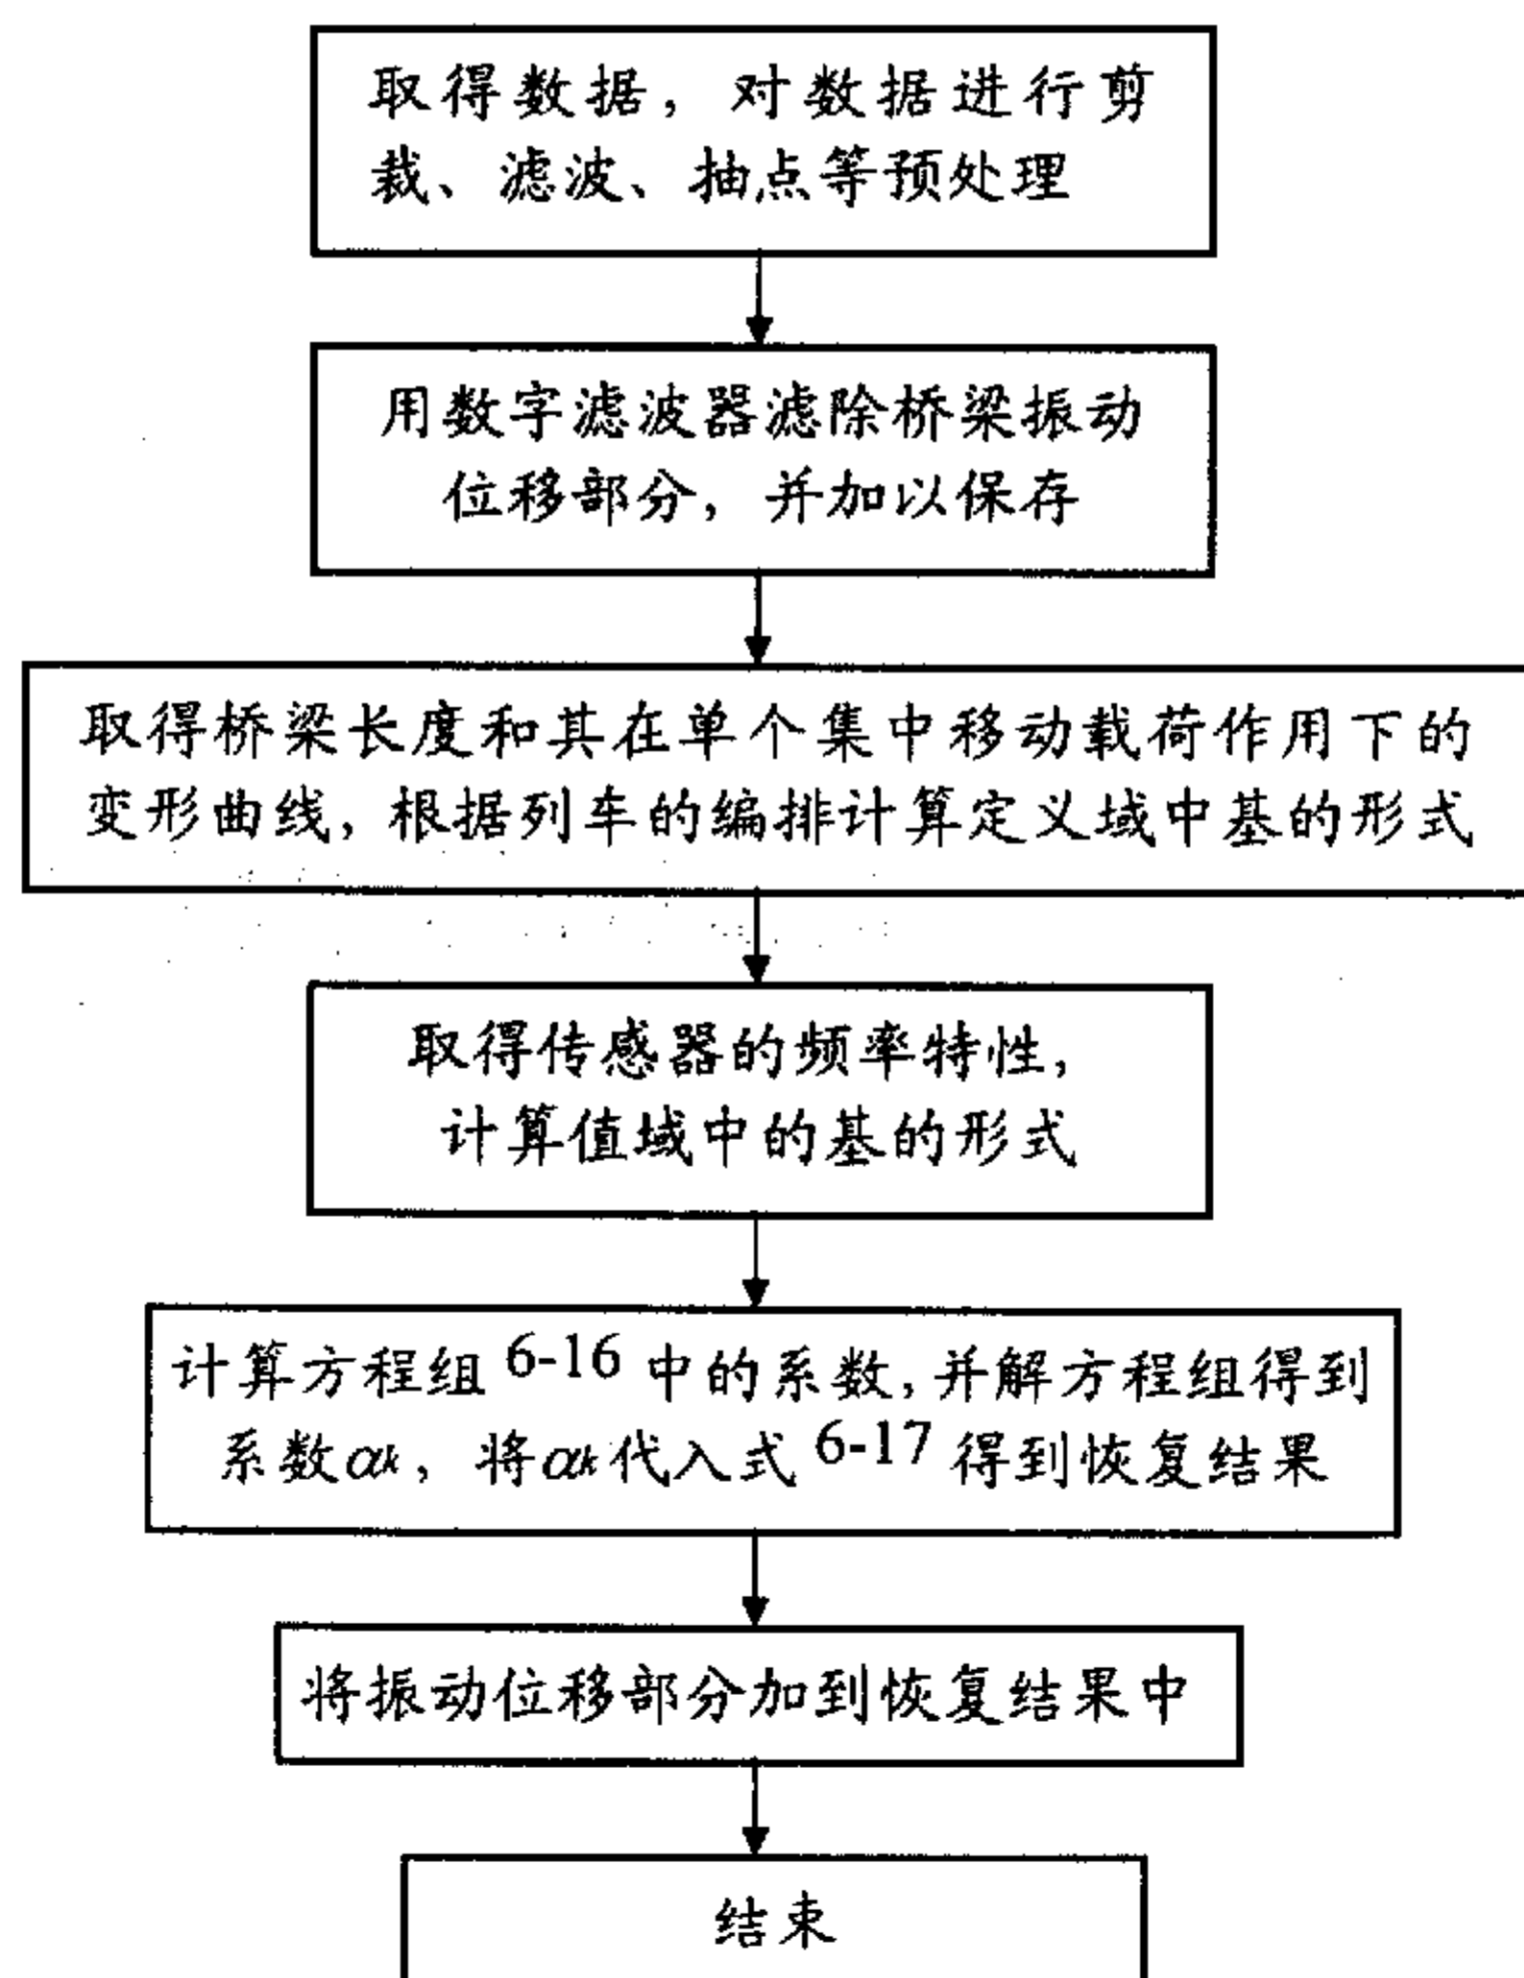 取得数据，对数据进行剪
裁、滤波、抽点等预处理
用数字滤波器滤除桥梁振动
位移部分，并加以保存
取得桥梁长度和其在单个集中移动载荷作用下的
变形曲线，根据列车的编排计算定义域中基的形式
取得传感器的频率特性，
计算值域中的基的形式
计算方程组 6-16 中的系数，并解方程组得到
系数αk，将αk代入式 6-17 得到恢复结果
将振动位移部分加到恢复结果中
结束